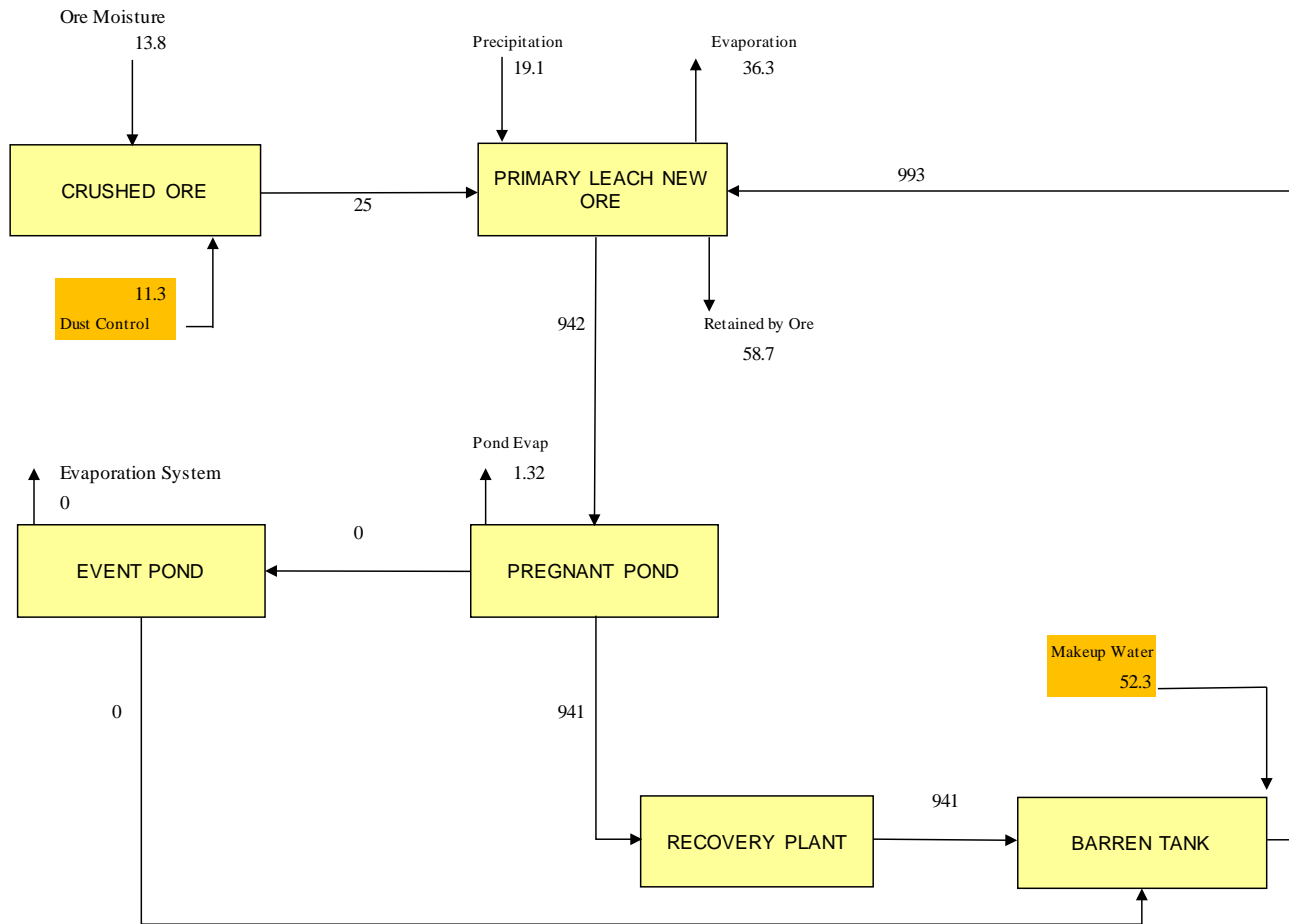 Ore Moisture
13.8
Precipitation
19.1
Evaporation
36.3
CRUSHED ORE
25
PRIMARY LEACH NEW
ORE
993
11.3
Dust Control
942
Retained by Ore
58.7
Evaporation System
0
Pond Evap
1.32
EVENT POND
0
PREGNANT POND
0
941
Makeup Water
52.3
RECOVERY PLANT
941
BARREN TANK